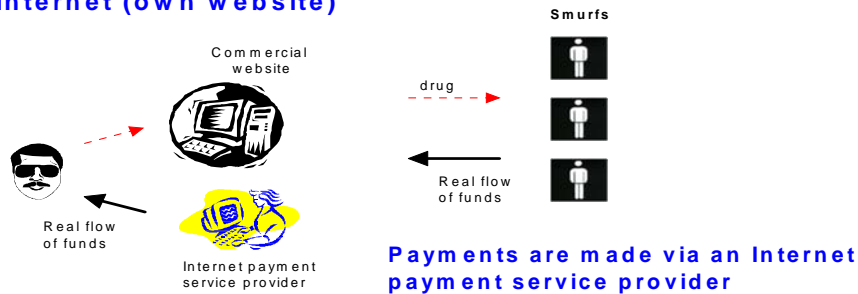 Internet (own website)
Smurfs
Commercial
website
drug
Real flow
of funds
Real flow
of funds
Internet payment
service provider
Payments are made via an Internet
payment service provider